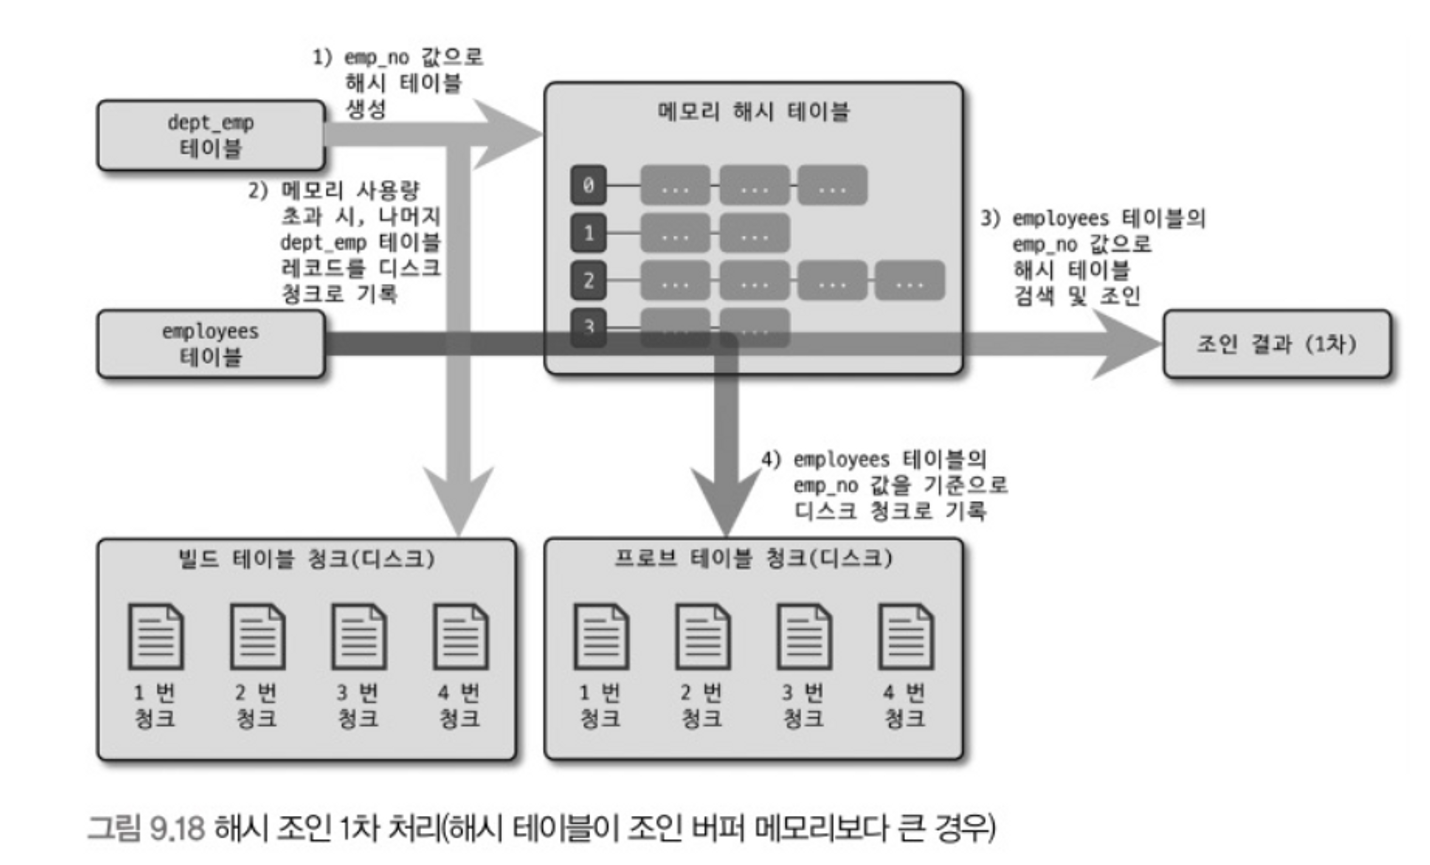 1) emp_no 값으로
해시 테이블
생성
dept_emp
테이블
2) 메모리 사용량
초과 시, 나머지
dept_emp 테이블
레코드를 디스크
청크로 기록
employees
테이블
메모리 해시 테이블
0 ... ... ...
1 ... ...
2 ... ... ... ...
3 ... ...
3) employees 테이블의
emp_no 값으로
해시 테이블
검색 및 조인
조인 결과 (1차)
4) employees 테이블의
emp_no 값을 기준으로
디스크 청크로 기록
빌드 테이블 청크(디스크)
1 번
청크
2 번
청크
3 번
청크
4 번
청크
프로브 테이블 청크(디스크)
1 번
청크
2 번
청크
3 번
청크
4 번
청크
그림 9.18 해시 조인 1차 처리(해시 테이블이 조인 버퍼 메모리보다 큰 경우)